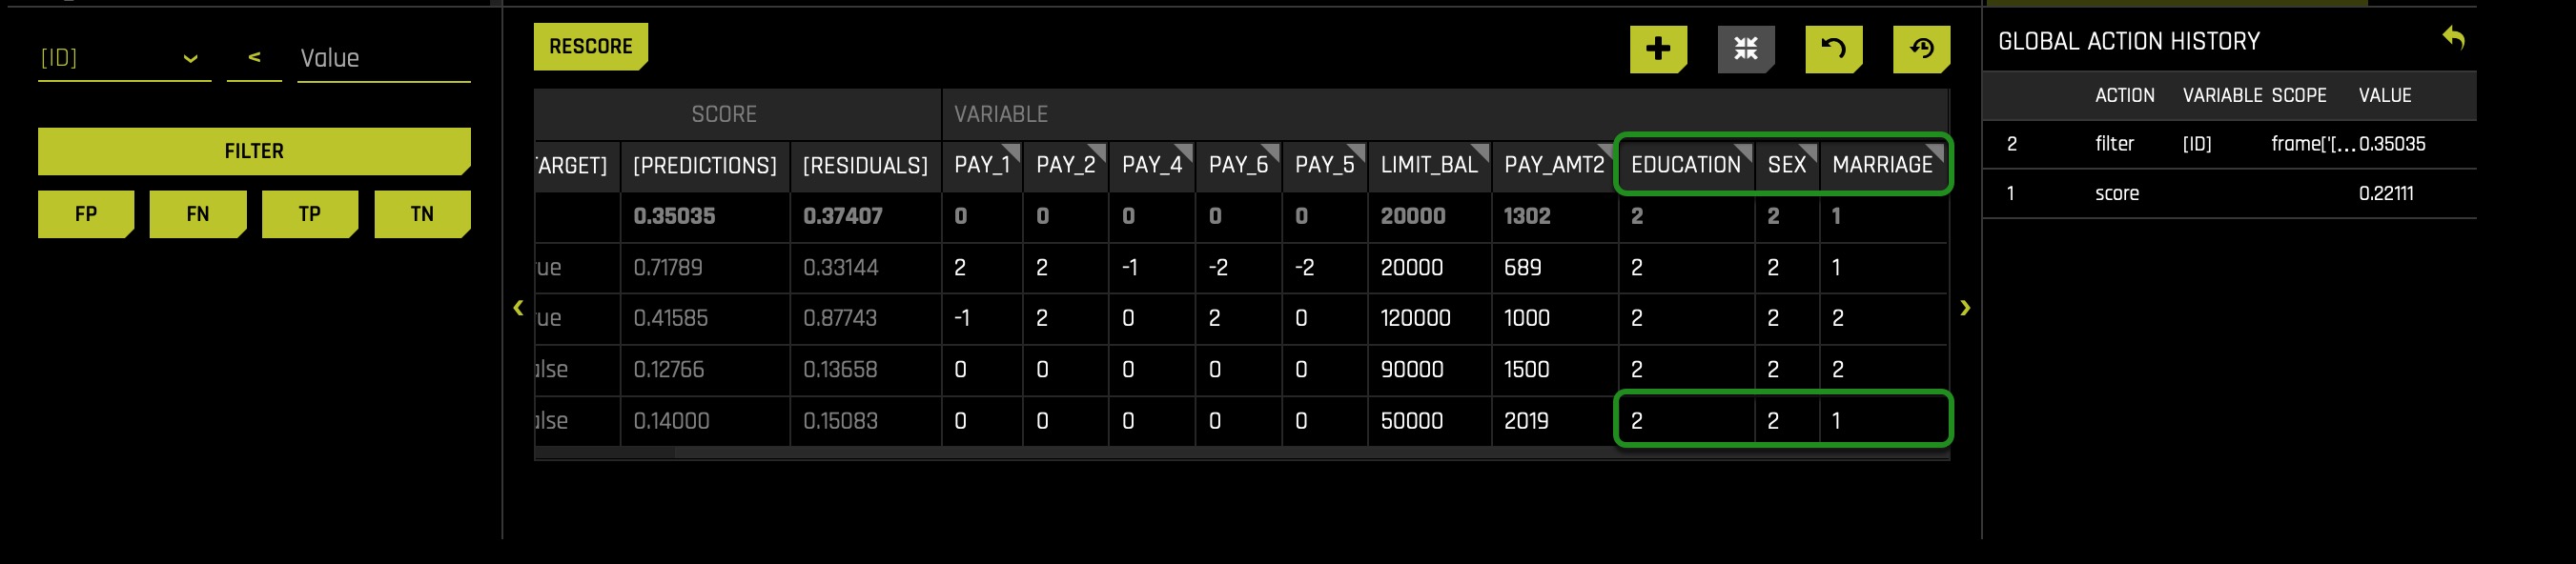 [ID] < Value
FILTER
FP FN TP TN
RESCORE
SCORE VARIABLE
TARGET] [PREDICTIONS] [RESIDUALS] PAY_1 PAY_2 PAY_4 PAY_6 PAY_5 LIMIT_BAL PAY_AMT2 EDUCATION SEX MARRIAGE
0.35035 0.37407 0 0 0 0 0 20000 1302 2 2 1
rue 0.71789 0.33144 2 2 -1 -2 -2 20000 689 2 2 1
rue 0.41585 0.87743 -1 2 0 2 0 120000 1000 2 2 2
alse 0.12766 0.13658 0 0 0 0 0 90000 1500 2 2 2
alse 0.14000 0.15083 0 0 0 0 0 50000 2019 2 2 1
GLOBAL ACTION HISTORY
ACTION VARIABLE SCOPE VALUE
2 filter [ID] frame['[... 0.35035
1 score 0.22111